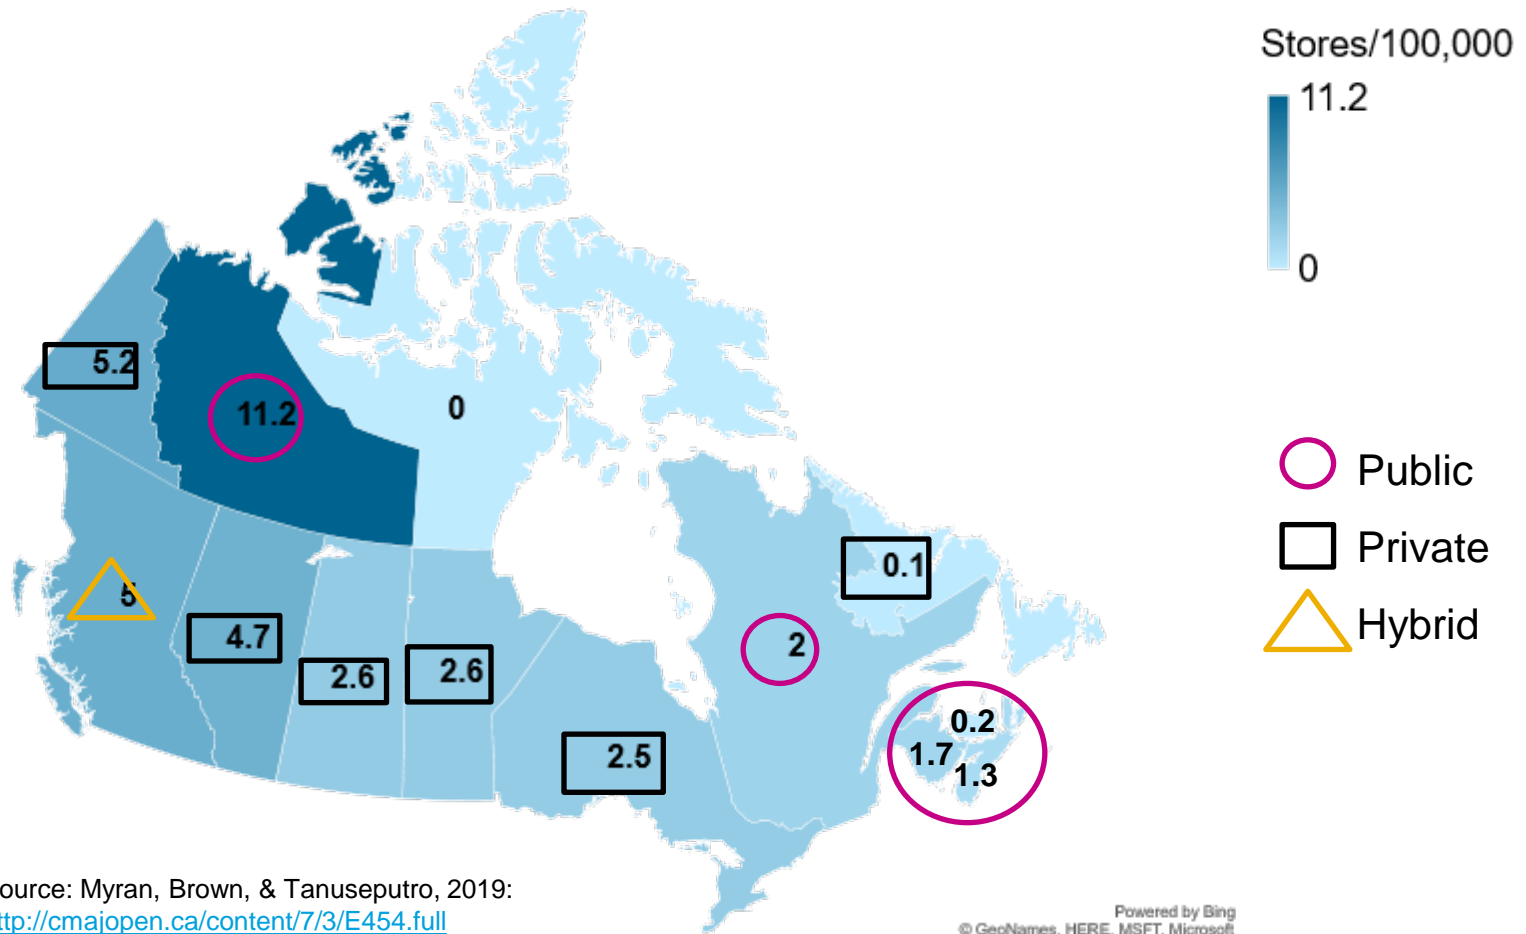 Stores/100,000
11.2
0
5.2
11.2
0
5
4.7
2.6
2.6
2.5
2
0.1
0.2
1.7
1.3
Public
Private
Hybrid
ource: Myran, Brown, & Tanuseputro, 2019:
ttp://cmajopen.ca/content/7/3/E454.full
Powered by Bing
© GeoNames, HERE, MSFT, Microsoft